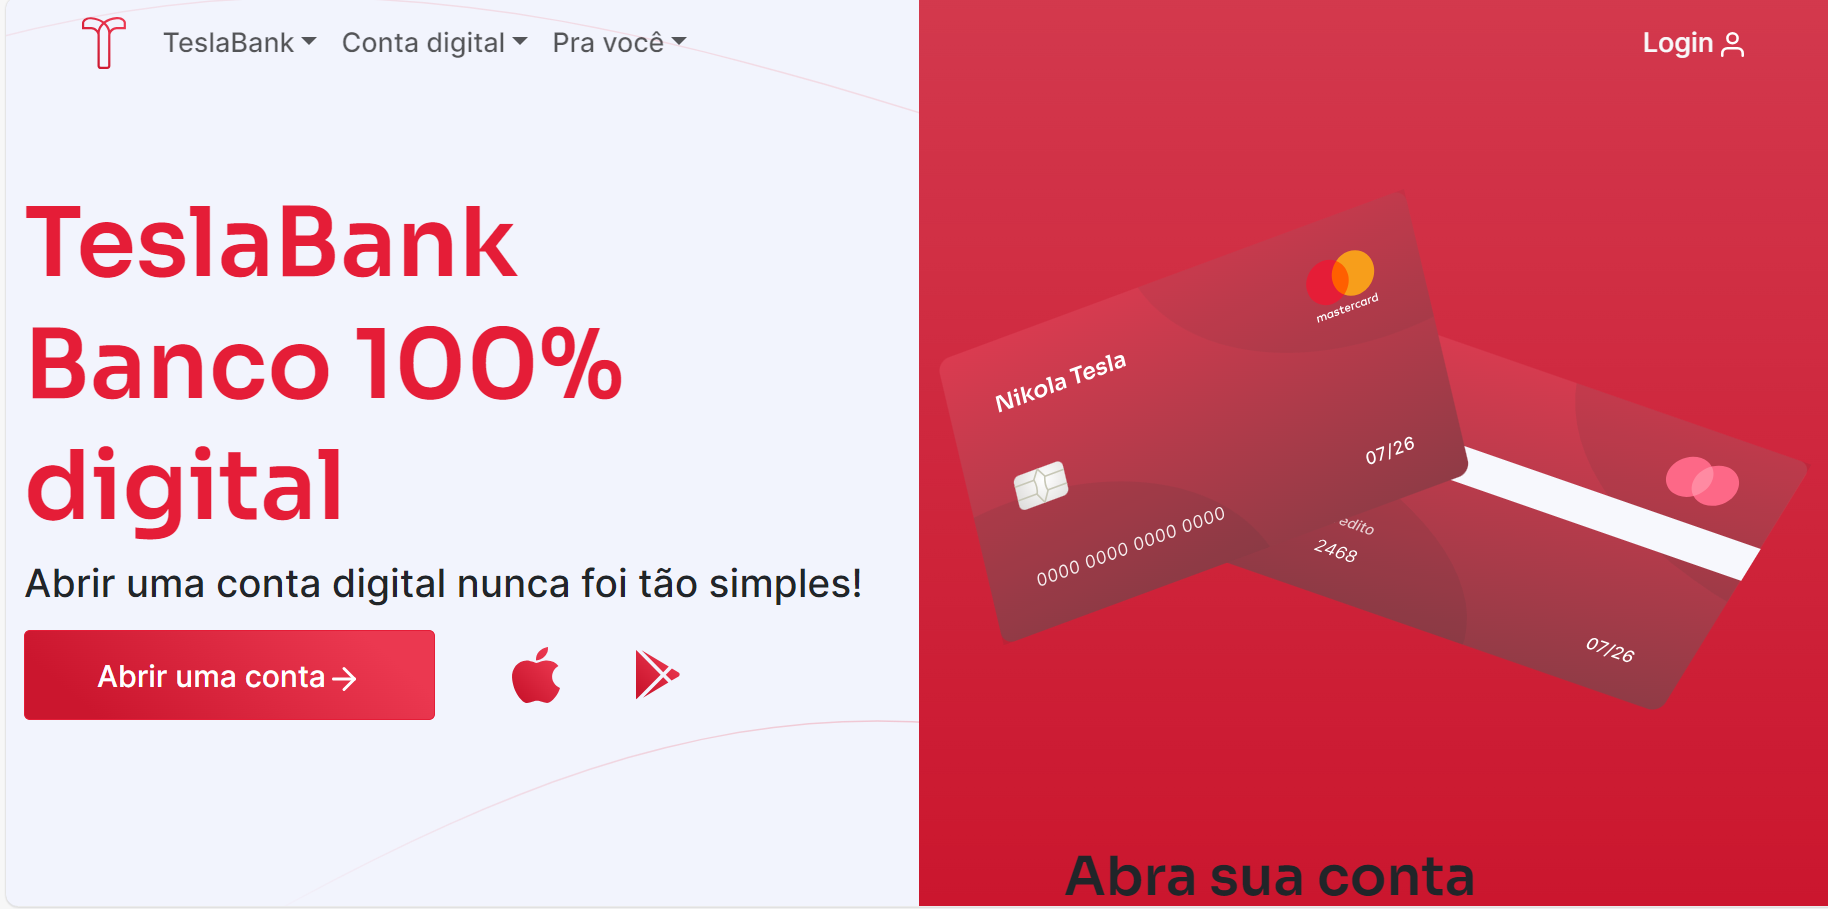 TeslaBank Conta digital Pra você Login
TeslaBank
Banco 100%
digital
Abrir uma conta digital nunca foi tão simples!
Abrir uma conta
mastercard
Nikola Tesla
07/26
0000 0000 0000 0000
edito
2468
07/26
Abra sua conta